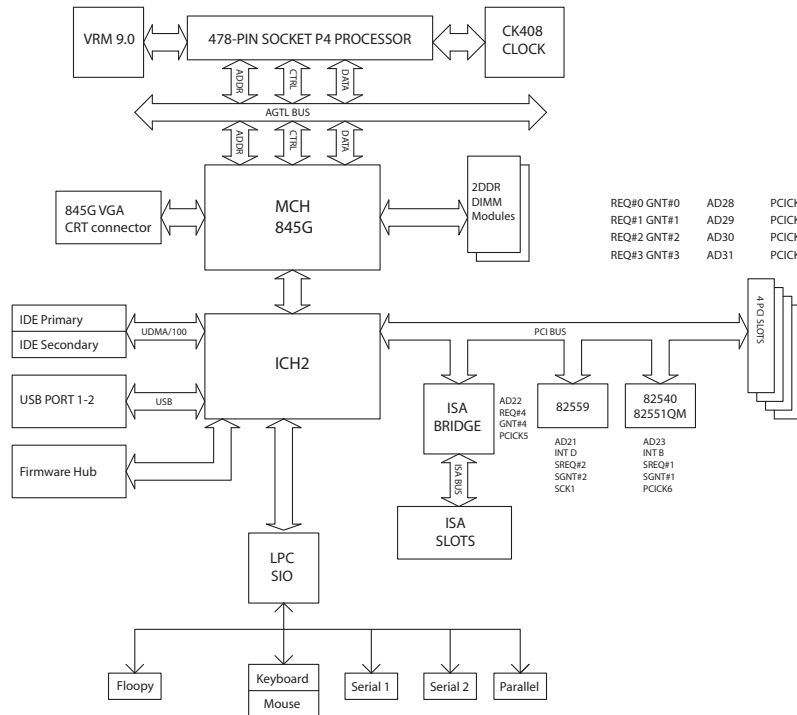 VRM 9.0
478-PIN SOCKET P4 PROCESSOR
CK408
CLOCK
ADDR
CTRL
DATA
AGTL BUS
ADDR
CTRL
DATA
845G VGA
CRT connector
MCH
845G
2DDR
DIMM
Modules
REQ#0 GNT#0 AD28 PCICK
REQ#1 GNT#1 AD29 PCICK
REQ#2 GNT#2 AD30 PCICK
REQ#3 GNT#3 AD31 PCICK
IDE Primary
IDE Secondary
UDMA/100
ICH2
PCI BUS
4 PCI SLOTS
USB PORT 1-2
USB
ISA
BRIDGE
AD22
REQ#4
GNT#4
PCICK5
82559
AD21
INT D
SREQ#2
SGNT#2
SCK1
82540
82551QM
AD23
INT B
SREQ#1
SGNT#1
PCICK6
Firmware Hub
ISA BUS
ISA
SLOTS
LPC
SIO
Floopy
Keyboard
Mouse
Serial 1
Serial 2
Parallel